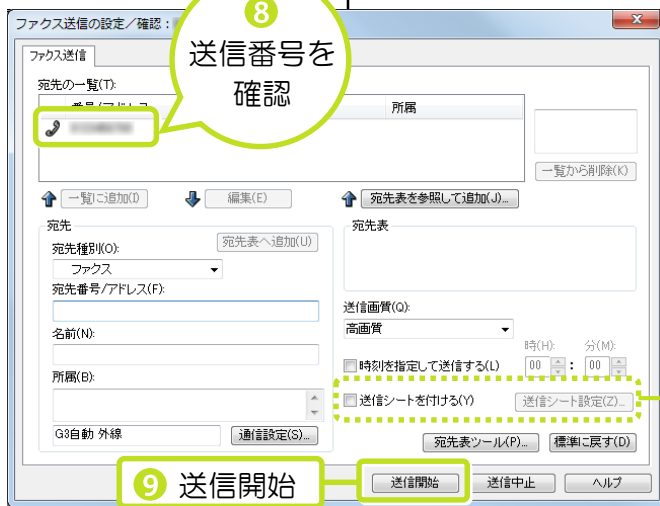 ファクス送信の設定/確認:
8
送信番号を
確認
ファクス送信
宛先の一覧(T):
所属
一覧から削除(K)
一覧に追加(I)
編集(E)
宛先表を参照して追加(J)...
宛先
宛先種別(O):
宛先表へ追加(U)
ファクス
宛先番号/アドレス(F):
名前(N):
所属(B):
G3自動 外線
通信設定(S)...
宛先表
送信画質(Q):
高画質
時(H):
分(M):
時刻を指定して送信する(L)
00 : 00
送信シートを付ける(Y)
送信シート設定(Z)...
宛先表ツール(P)...
標準に戻す(D)
9 送信開始
送信開始
送信中止
ヘルプ